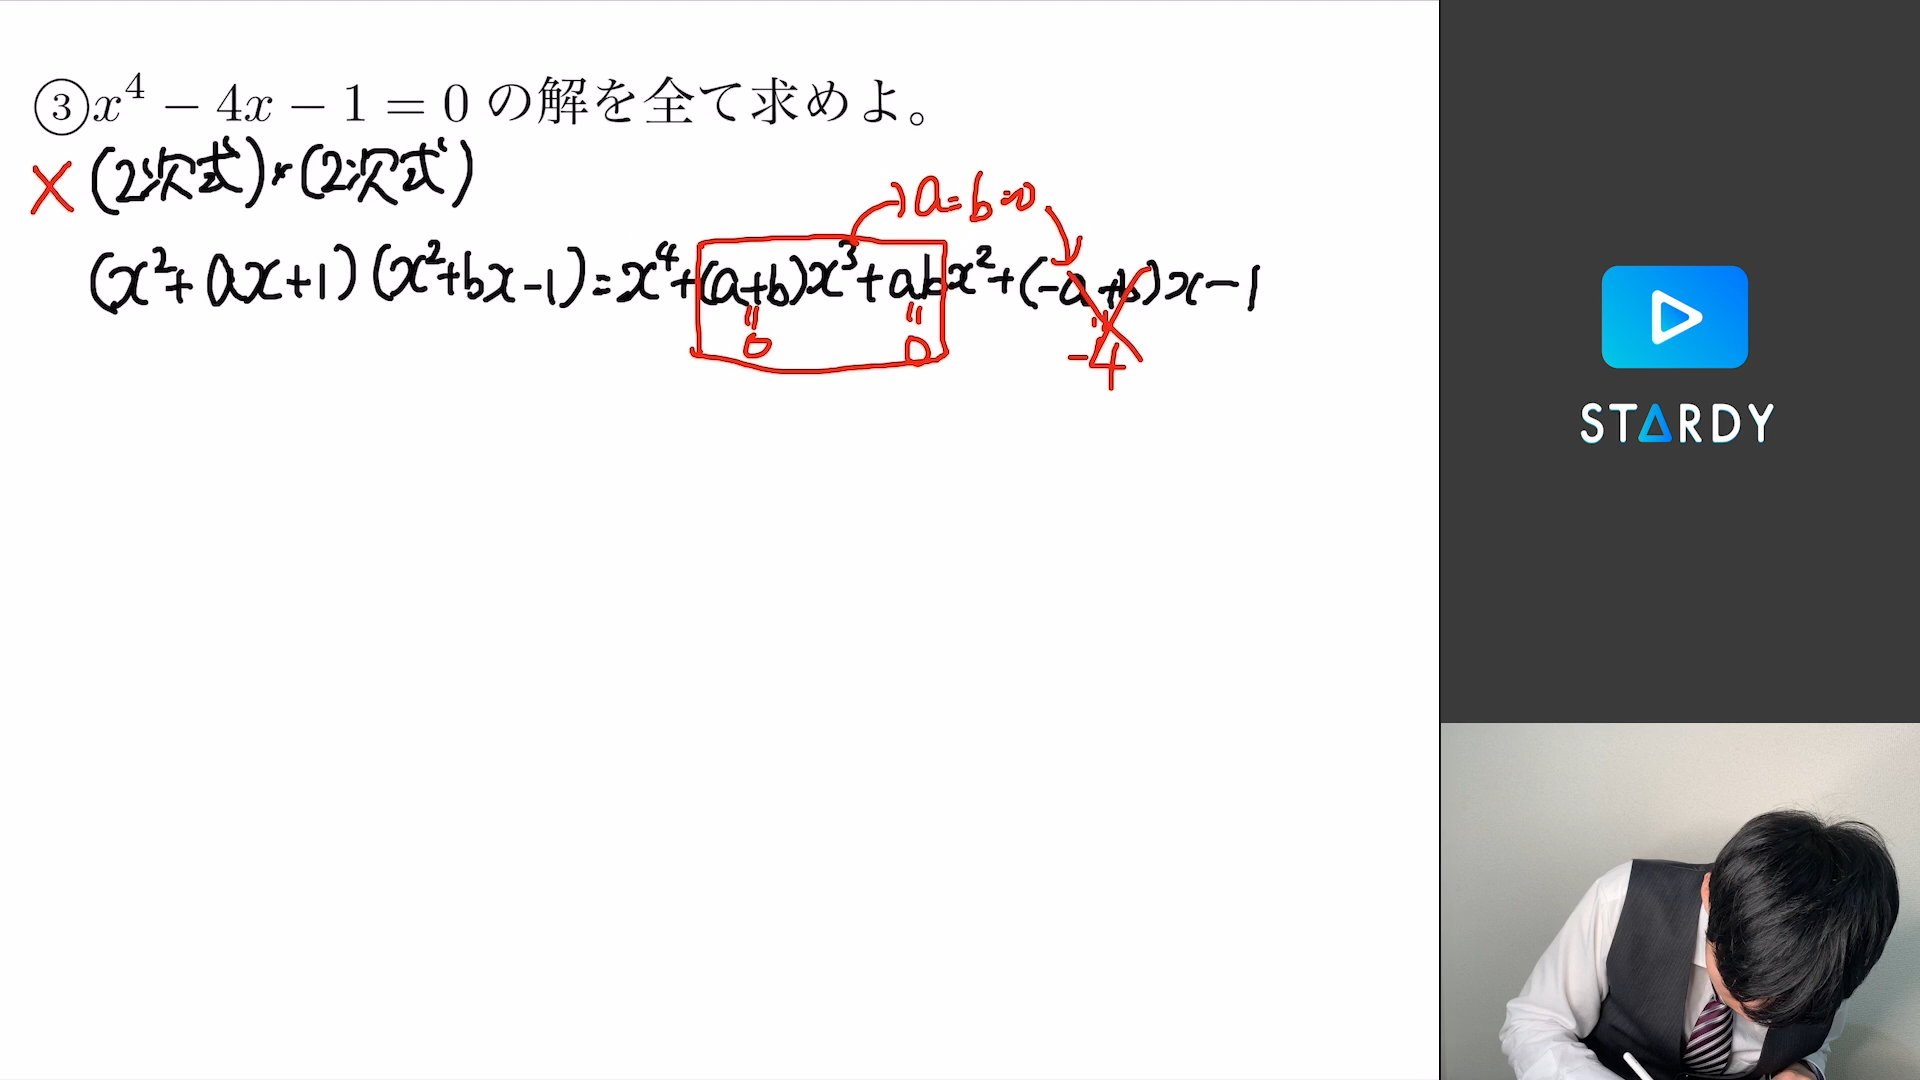 ③x⁴ − 4x − 1 = 0 の解を全て求めよ。
× (2次式)×(2次式)
a=b=0
(x²+ax+1)(x²+bx-1)=x⁴+(a+b)x³+abx²+(-a+b)x-1
" " "
0 0 -4
STARDY